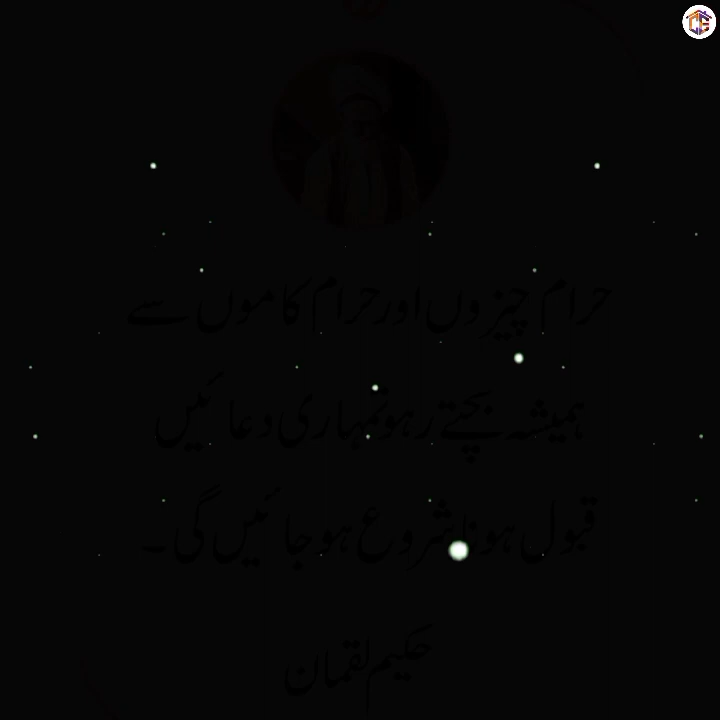 حرام چیزوں اور حرام کاموں سے
ہمیشہ بچتے رہو تمہاری دعائیں
قبول ہونا شروع ہو جائیں گی۔
حکیم لقمان